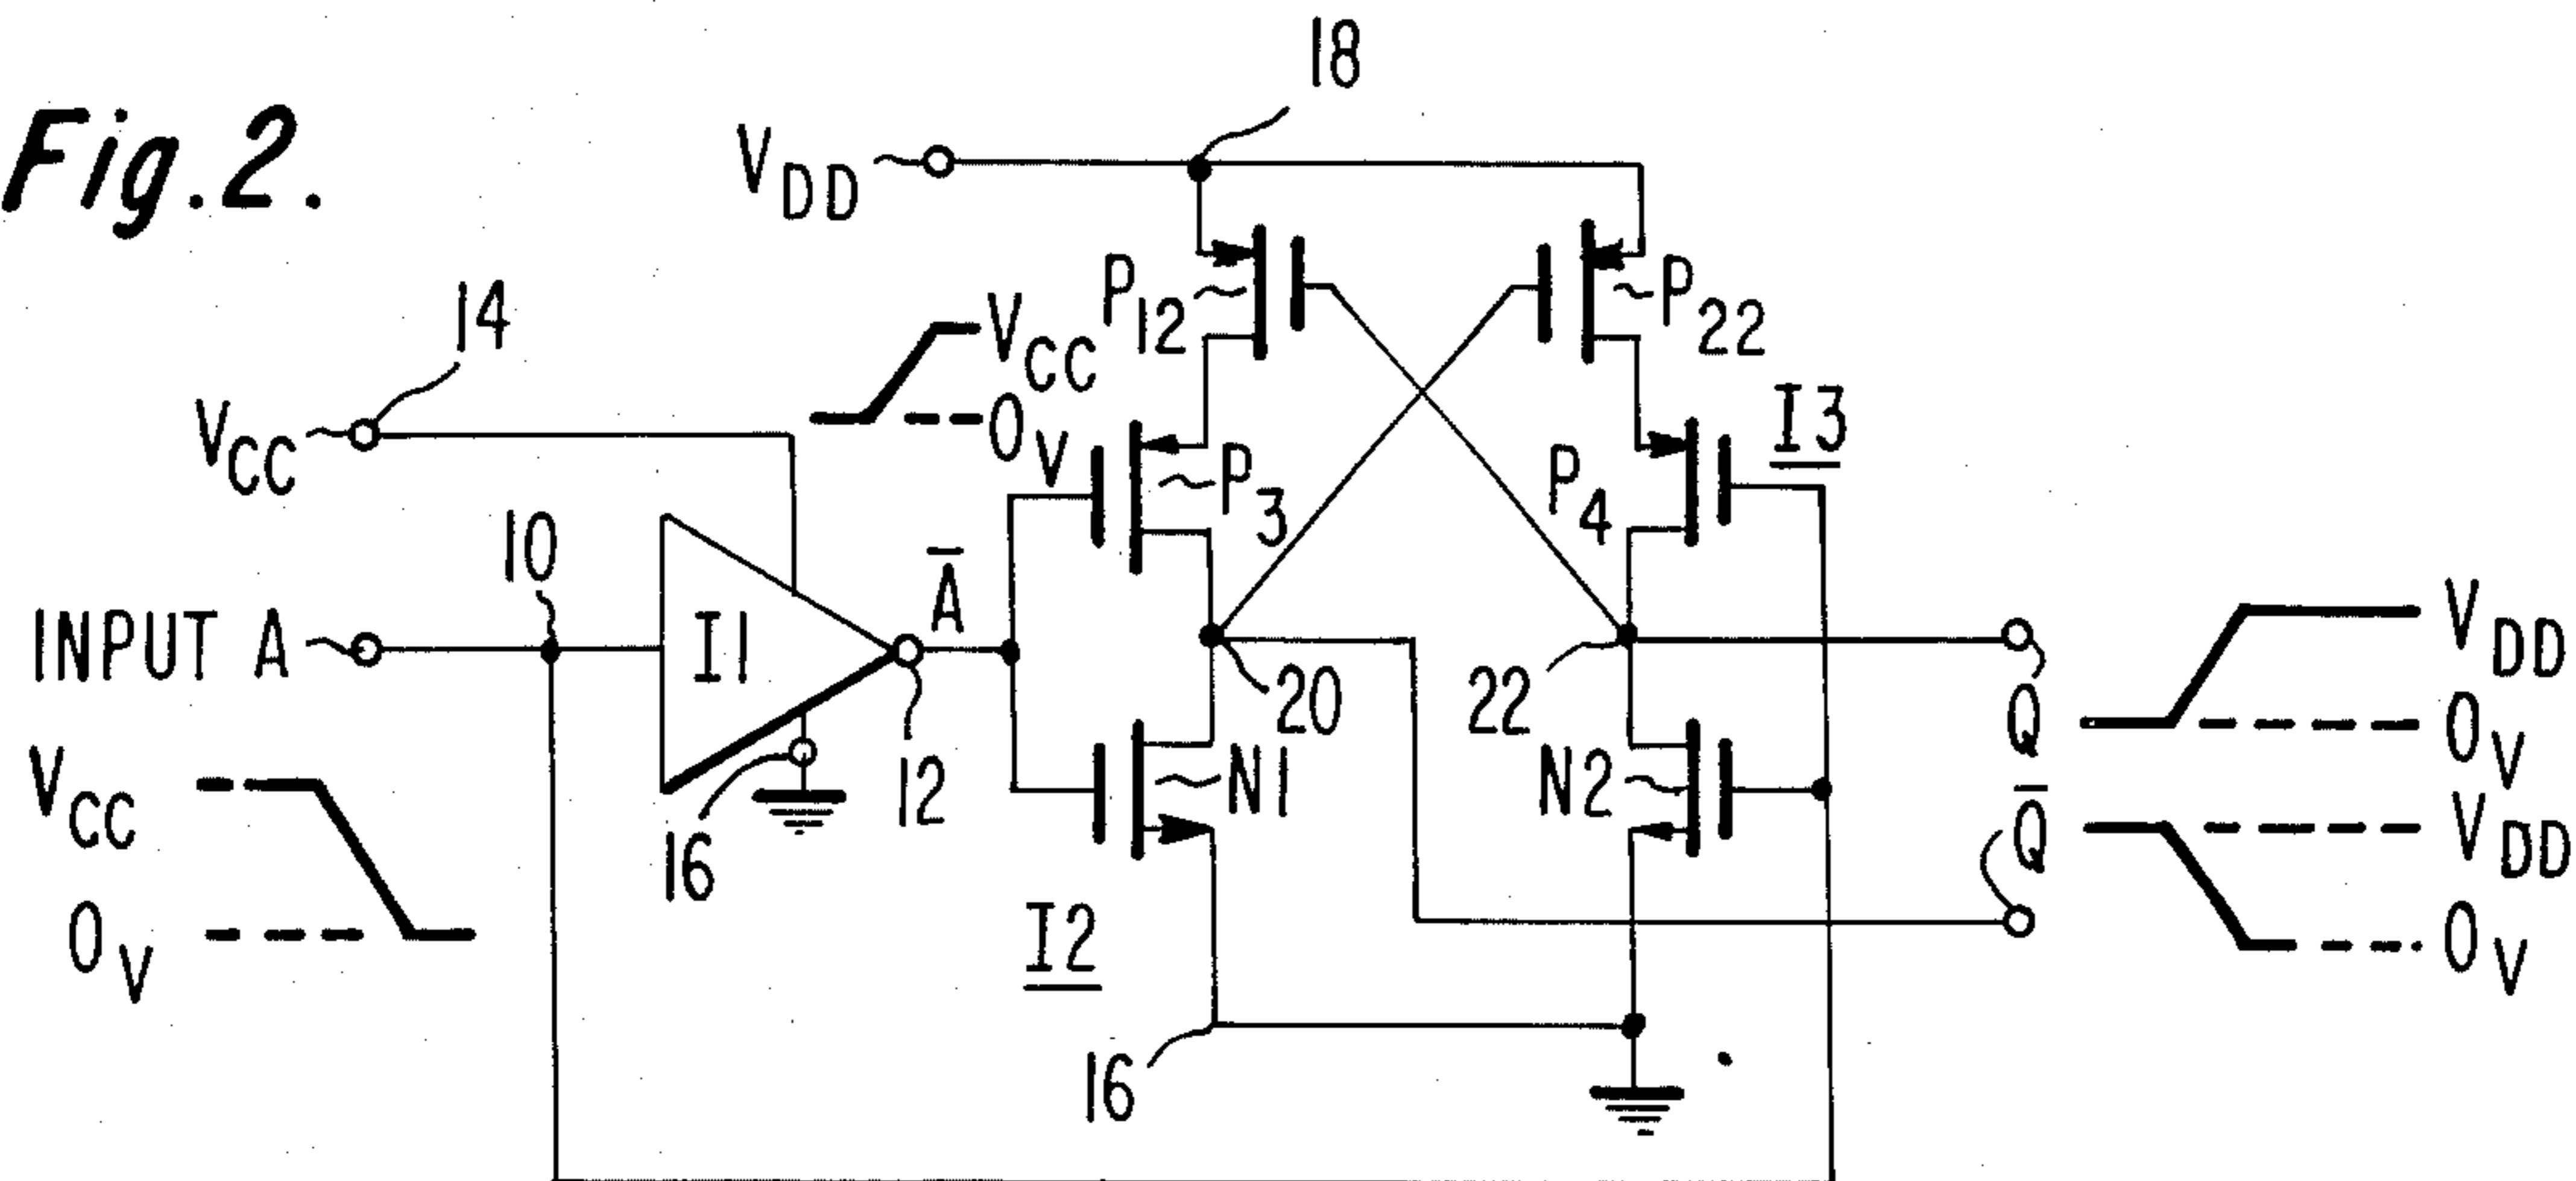 Fig.2.
18
VDD
14
VCC
VCC
0V
P12
P22
P3
P4
I3
10
INPUT A
I1
Ā
12
16
20
22
N1
N2
I2
16
VCC
0V
Q
VDD
0V
Q̄
VDD
0V